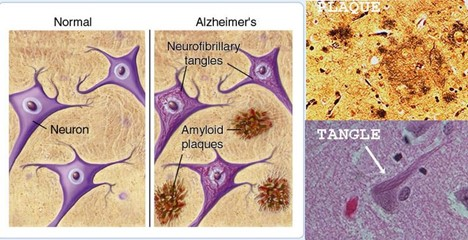 Normal
Alzheimer's
Neurofibrillary
tangles
Neuron
Amyloid
plaques
PLAQUE
TANGLE